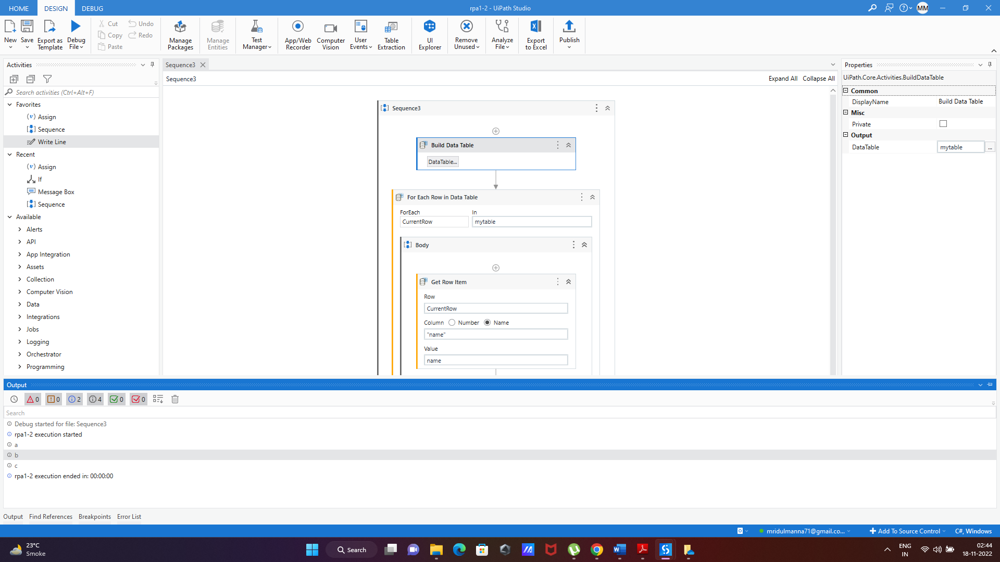 HOME DESIGN DEBUG
rpa1-2 - UiPath Studio
MM
New
Save
Export as
Template
Debug
File
Cut
Copy
Paste
Undo
Redo
Manage
Packages
Manage
Entities
Test
Manager
App/Web
Recorder
Computer
Vision
User
Events
Table
Extraction
UI
Explorer
Remove
Unused
Analyze
File
Export
to Excel
Publish
Activities
Search activities (Ctrl+Alt+F)
Favorites
(v) Assign
Sequence
Write Line
Recent
(v) Assign
If
Message Box
Sequence
Available
Alerts
API
App Integration
Assets
Collection
Computer Vision
Data
Integrations
Jobs
Logging
Orchestrator
Programming
Sequence3
Sequence3
Expand All Collapse All
Sequence3
Build Data Table
DataTable...
For Each Row in Data Table
ForEach In
CurrentRow mytable
Body
Get Row Item
Row
CurrentRow
Column Number Name
"name"
Value
name
Properties
UiPath.Core.Activities.BuildDataTable
Common
DisplayName Build Data Table
Misc
Private
Output
DataTable mytable ...
Output
0 0 2 4 0 0
Search
Debug started for file: Sequence3
rpa1-2 execution started
a
b
c
rpa1-2 execution ended in: 00:00:00
Output Find References Breakpoints Error List
mridulmanna71@gmail.co... Add To Source Control C#, Windows
23°C
Smoke
Search
ENG
IN
02:44
18-11-2022